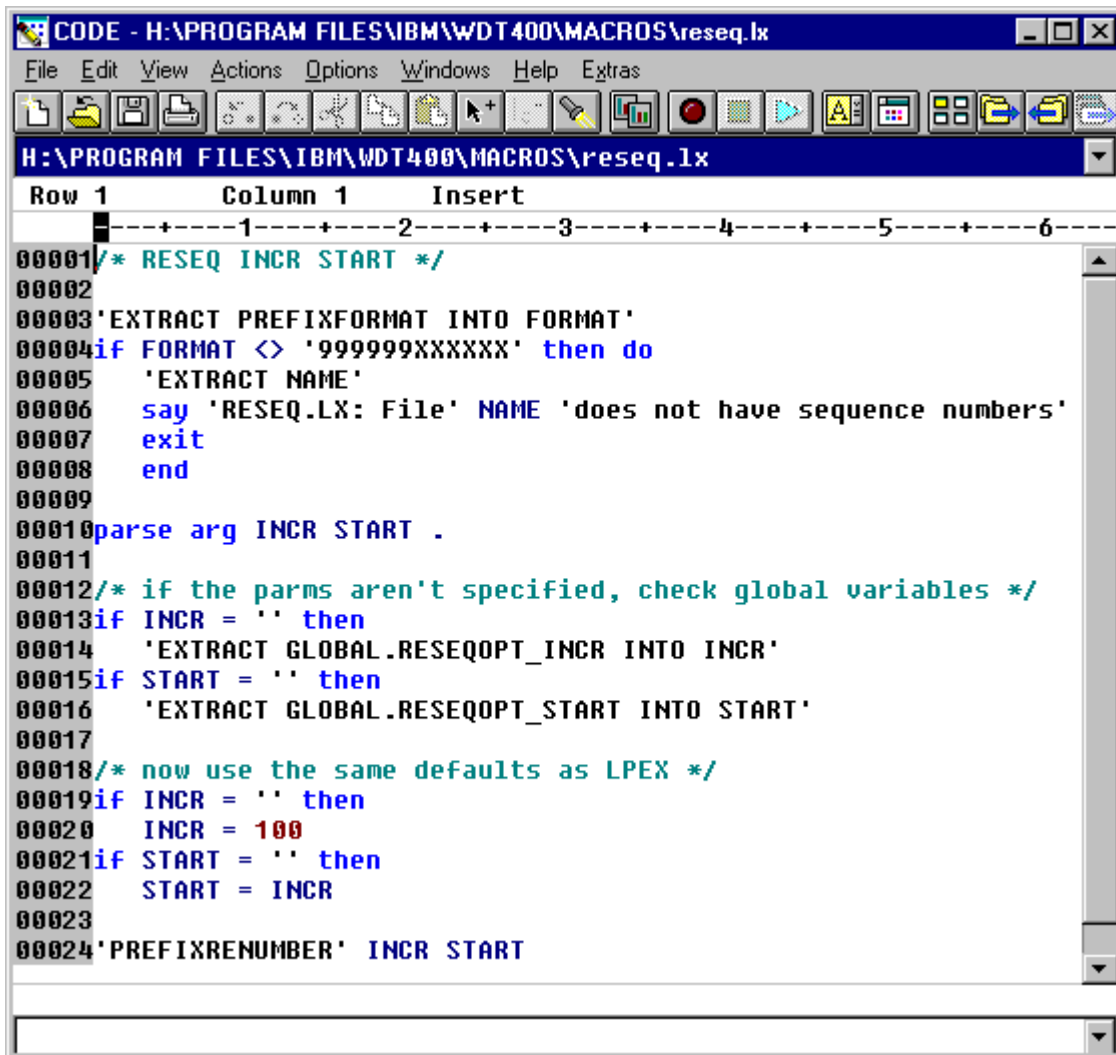 CODE - H:\PROGRAM FILES\IBM\WDT400\MACROS\reseq.lx
File Edit View Actions Options Windows Help Extras
H:\PROGRAM FILES\IBM\WDT400\MACROS\reseq.lx
Row 1 Column 1 Insert
----+----1----+----2----+----3----+----4----+----5----+----6----
00001/* RESEQ INCR START */
00002
00003'EXTRACT PREFIXFORMAT INTO FORMAT'
00004if FORMAT <> '999999XXXXXX' then do
00005   'EXTRACT NAME'
00006   say 'RESEQ.LX: File' NAME 'does not have sequence numbers'
00007   exit
00008   end
00009
00010parse arg INCR START .
00011
00012/* if the parms aren't specified, check global variables */
00013if INCR = '' then
00014   'EXTRACT GLOBAL.RESEQOPT_INCR INTO INCR'
00015if START = '' then
00016   'EXTRACT GLOBAL.RESEQOPT_START INTO START'
00017
00018/* now use the same defaults as LPEX */
00019if INCR = '' then
00020   INCR = 100
00021if START = '' then
00022   START = INCR
00023
00024'PREFIXRENUMBER' INCR START